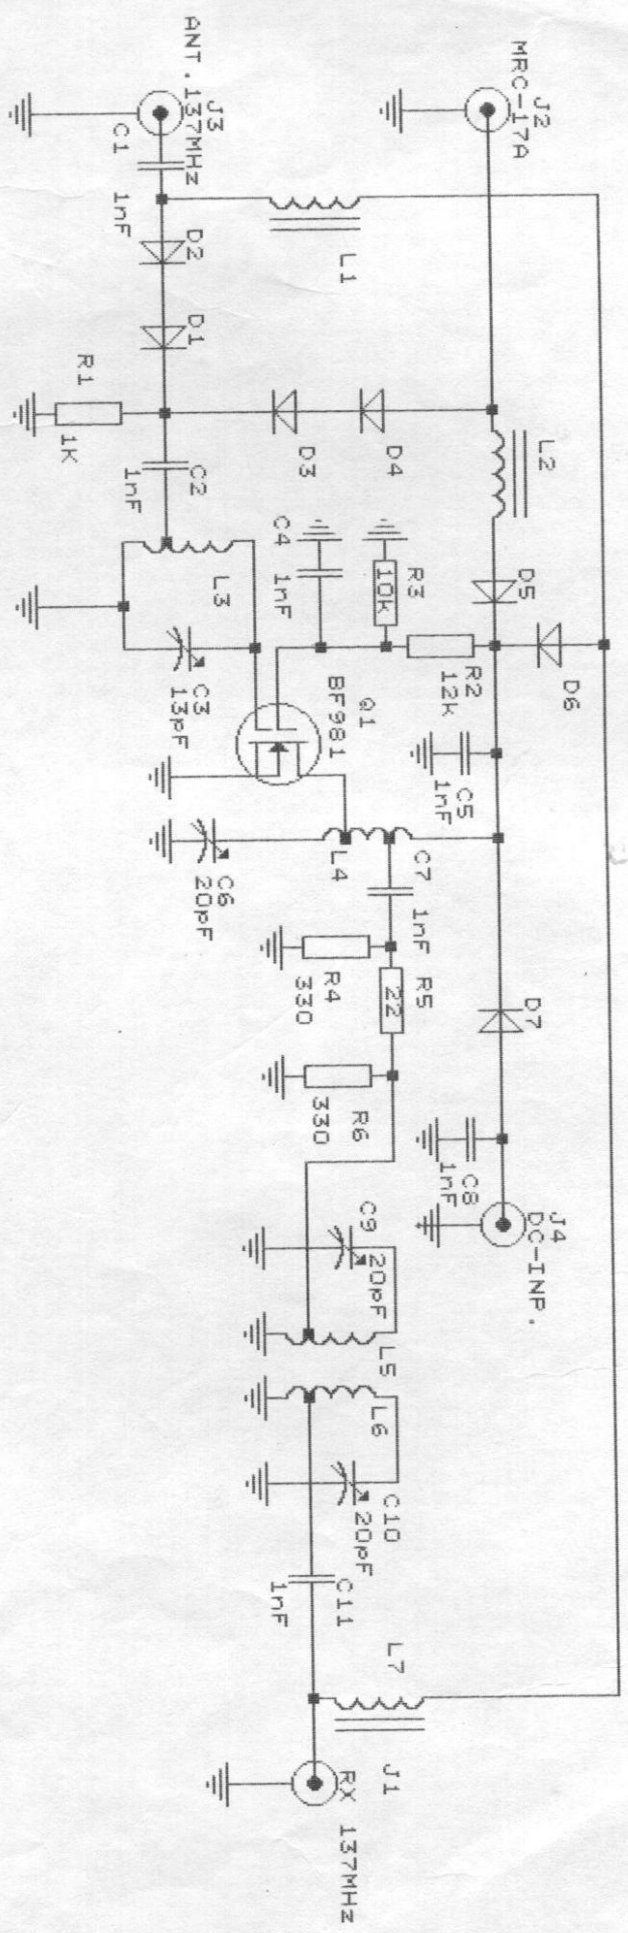 J2
MRC-17A
J3
ANT. 137MHz
C1
1nF
D2
D1
R1
1K
L1
D3
D4
L2
C2
1nF
L3
C3
13pF
C4
1nF
R3
10k
R2
12k
D5
D6
Q1
BF981
C5
1nF
C6
20pF
L4
C7
1nF
R4
330
R5
22
R6
330
D7
C8
1nF
J4
DC-INP.
C9
20pF
L5
L6
C10
20pF
C11
1nF
L7
J1
RX 137MHz